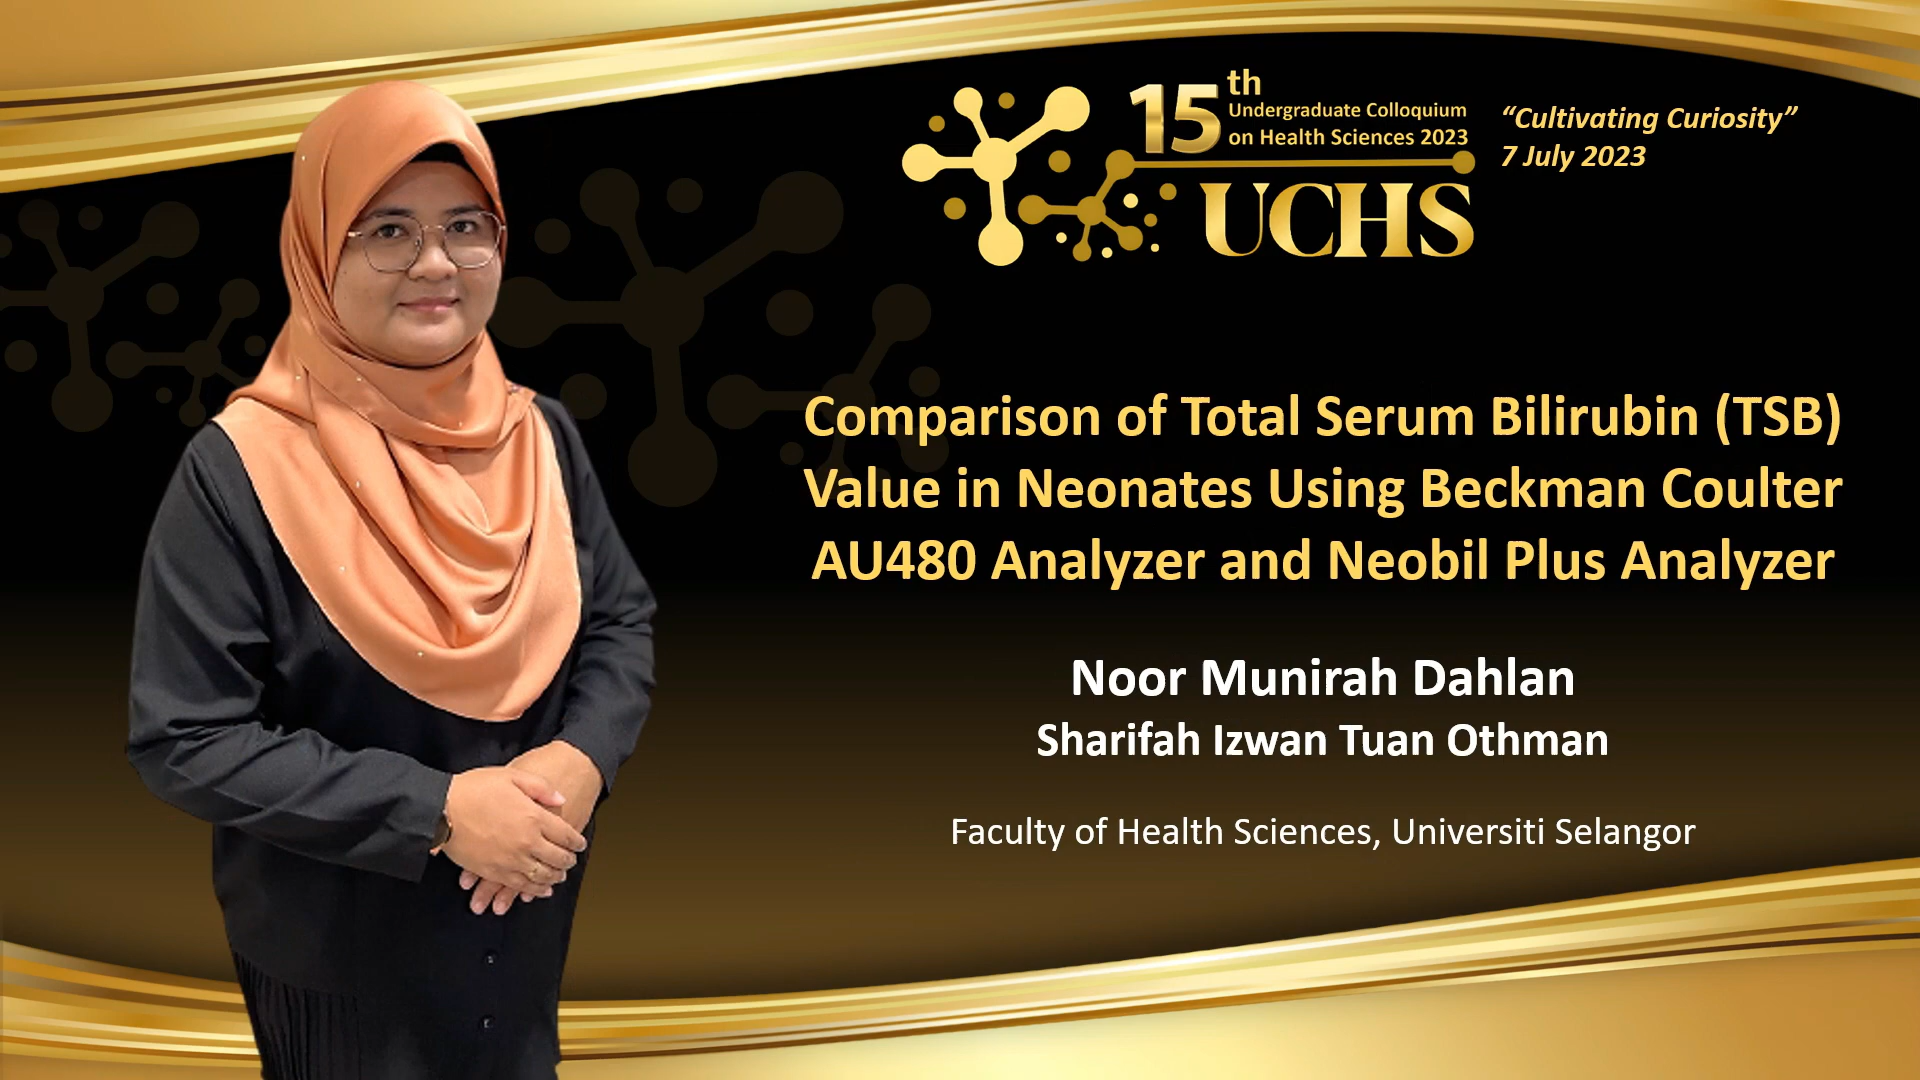 15th
Undergraduate Colloquium
on Health Sciences 2023
UCHS
“Cultivating Curiosity”
7 July 2023
Comparison of Total Serum Bilirubin (TSB)
Value in Neonates Using Beckman Coulter
AU480 Analyzer and Neobil Plus Analyzer
Noor Munirah Dahlan
Sharifah Izwan Tuan Othman
Faculty of Health Sciences, Universiti Selangor